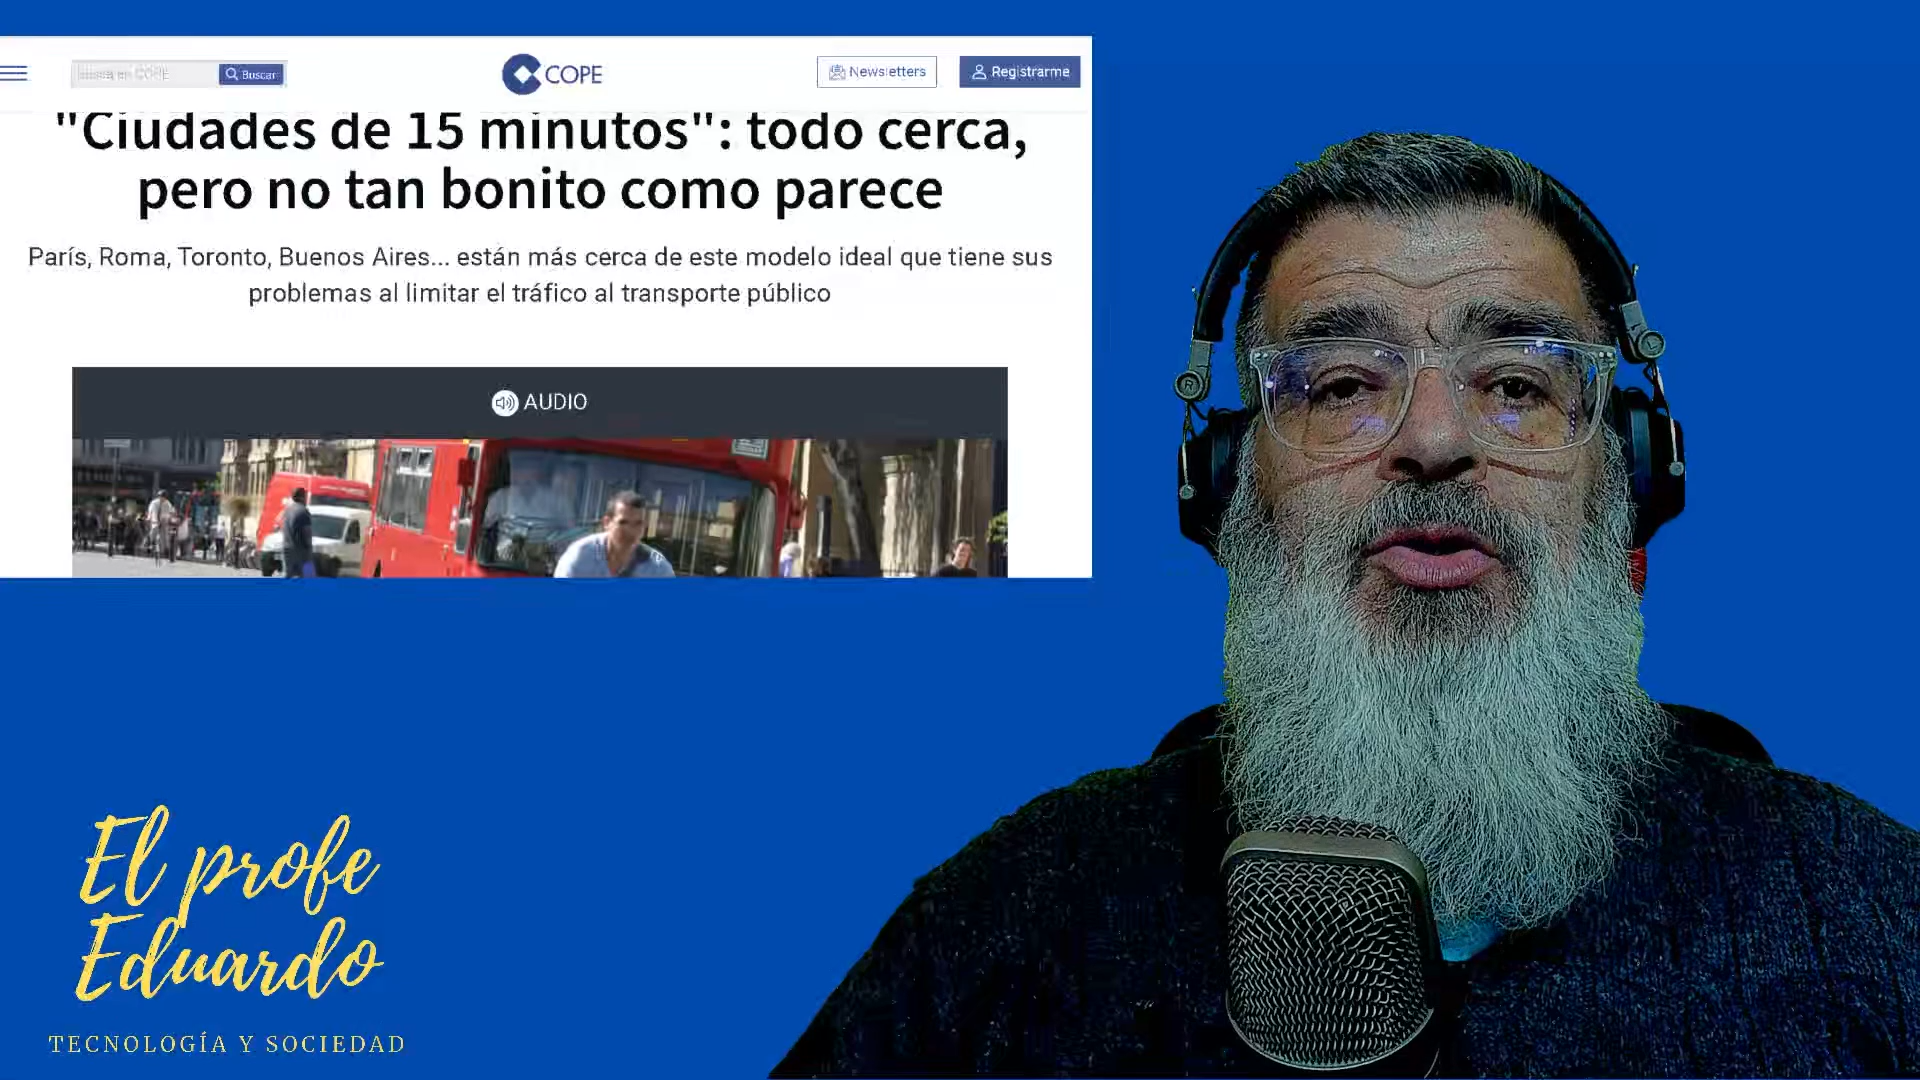 Buscar
COPE
Newsletters
Registrarme
"Ciudades de 15 minutos": todo cerca,
pero no tan bonito como parece
París, Roma, Toronto, Buenos Aires... están más cerca de este modelo ideal que tiene sus
problemas al limitar el tráfico al transporte público
AUDIO
El profe
Eduardo
TECNOLOGÍA Y SOCIEDAD
R